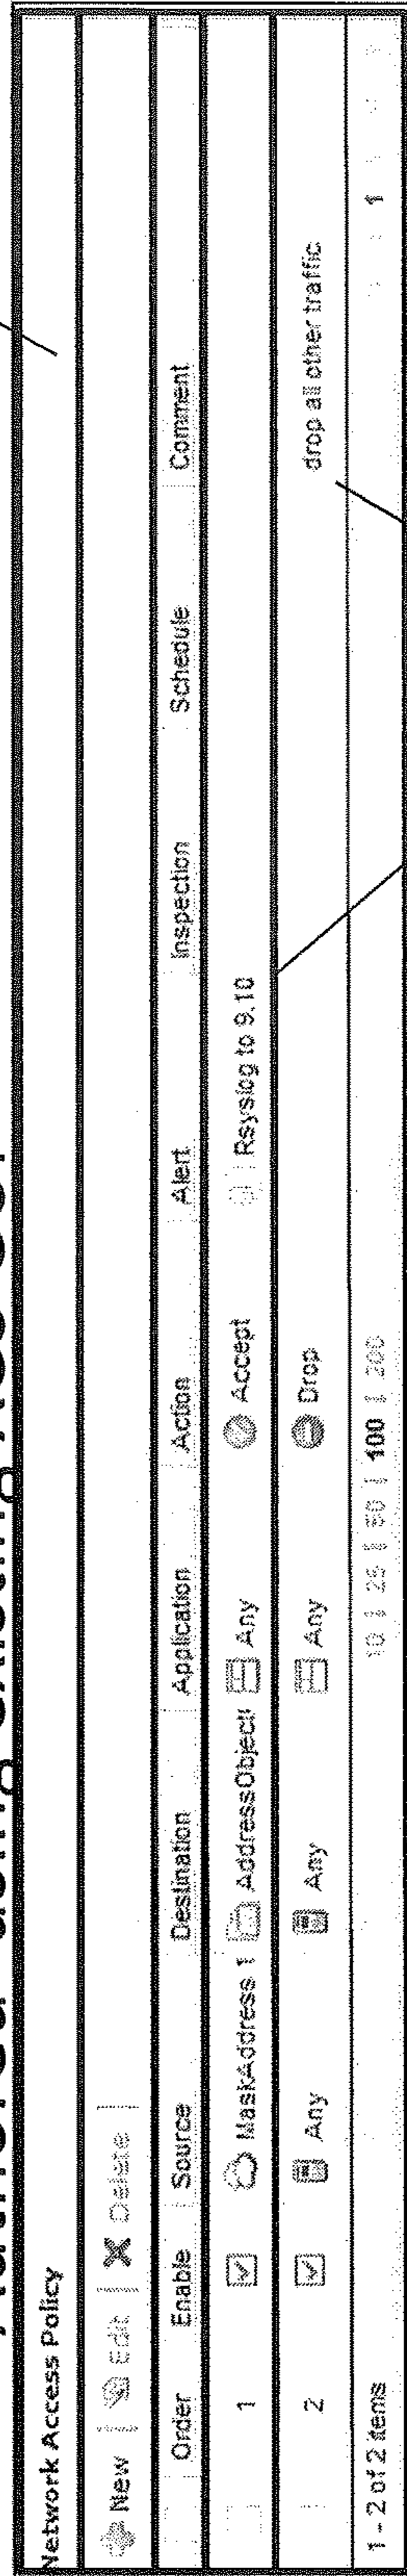 Network Access Policy
New | Edit | Delete |
Order Enable Source Destination Application Action Alert Inspection Schedule Comment
1 MaskAddress 1 AddressObject Any Accept Rsyslog to 9.10
2 Any Any Any Drop drop all other traffic
1 - 2 of 2 items 10 | 25 | 50 | 100 | 200 1